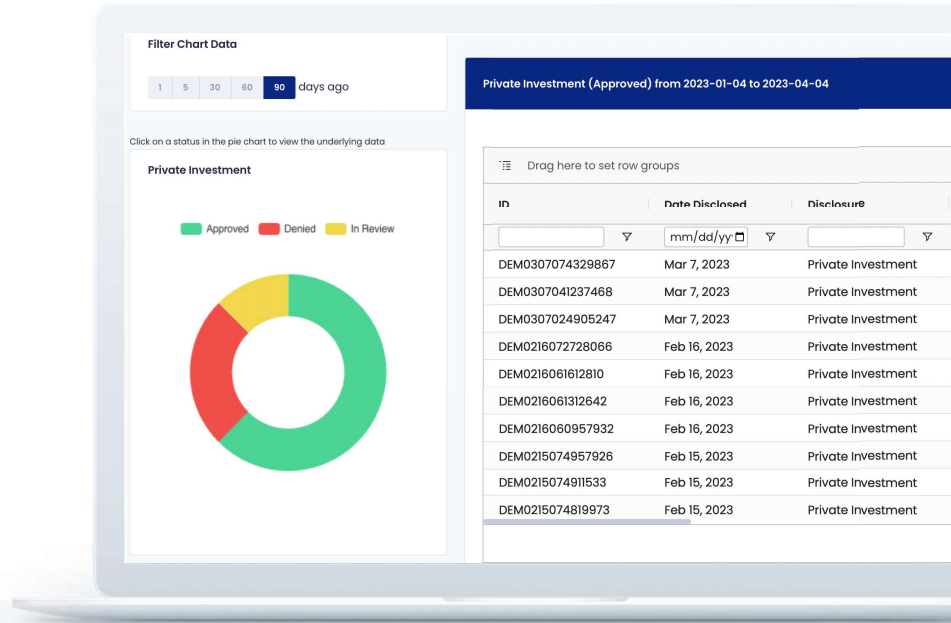 Filter Chart Data
1 5 30 60 90 days ago
Click on a status in the pie chart to view the underlying data
Private Investment
Approved Denied In Review
Private Investment (Approved) from 2023-01-04 to 2023-04-04
Drag here to set row groups
ID Date Disclosed Disclosure
mm/dd/yy
DEM0307074329867 Mar 7, 2023 Private Investment
DEM0307041237468 Mar 7, 2023 Private Investment
DEM0307024905247 Mar 7, 2023 Private Investment
DEM0216072728066 Feb 16, 2023 Private Investment
DEM0216061612810 Feb 16, 2023 Private Investment
DEM0216061312642 Feb 16, 2023 Private Investment
DEM0216060957932 Feb 16, 2023 Private Investment
DEM0215074957926 Feb 15, 2023 Private Investment
DEM0215074911533 Feb 15, 2023 Private Investment
DEM0215074819973 Feb 15, 2023 Private Investment